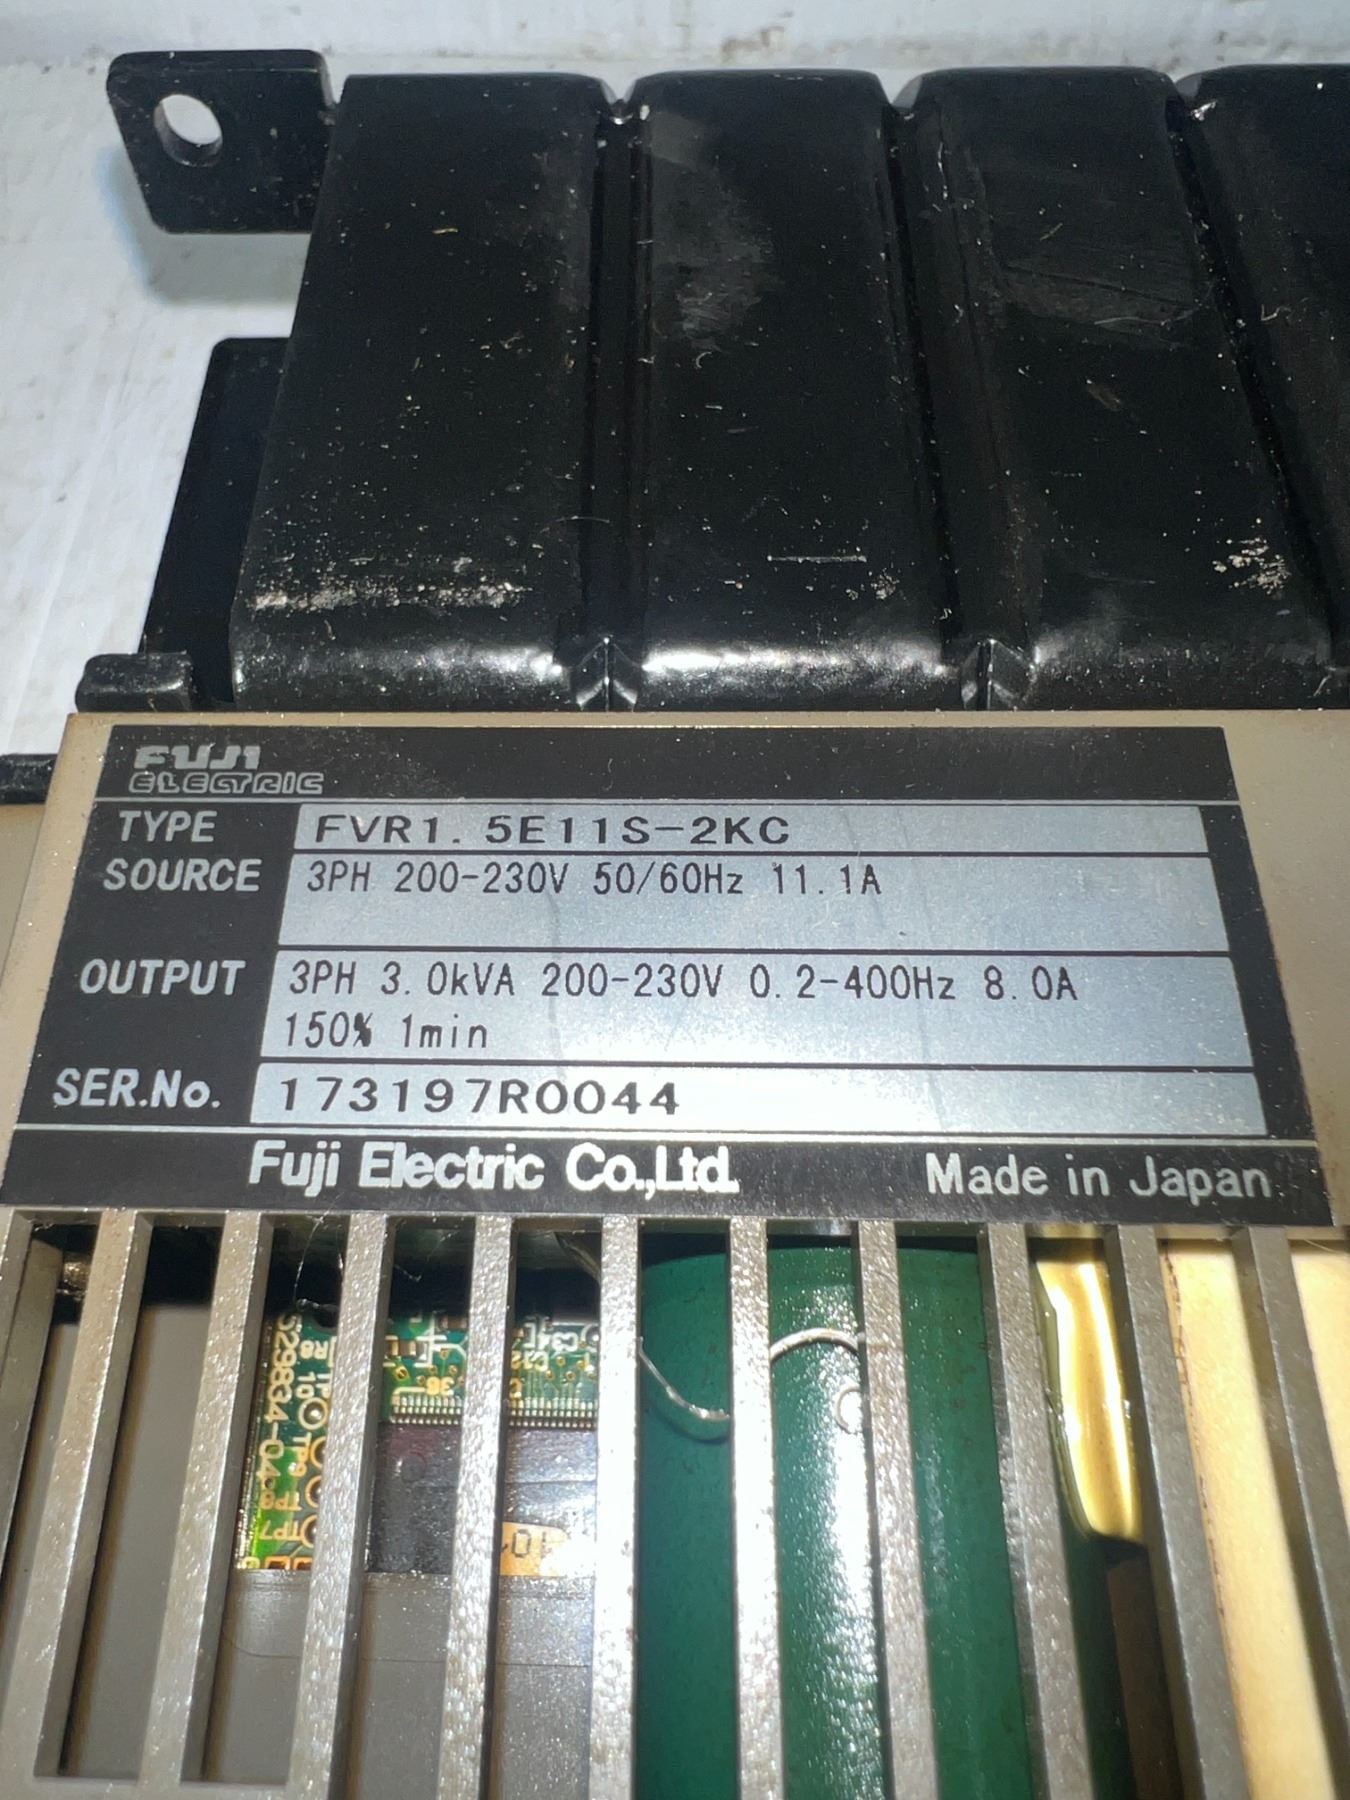 FUJI
ELECTRIC
TYPE FVR1.5E11S-2KC
SOURCE 3PH 200-230V 50/60Hz 11.1A
OUTPUT 3PH 3.0kVA 200-230V 0.2-400Hz 8.0A
150% 1min
SER.No. 173197R0044
Fuji Electric Co.,Ltd. Made in Japan